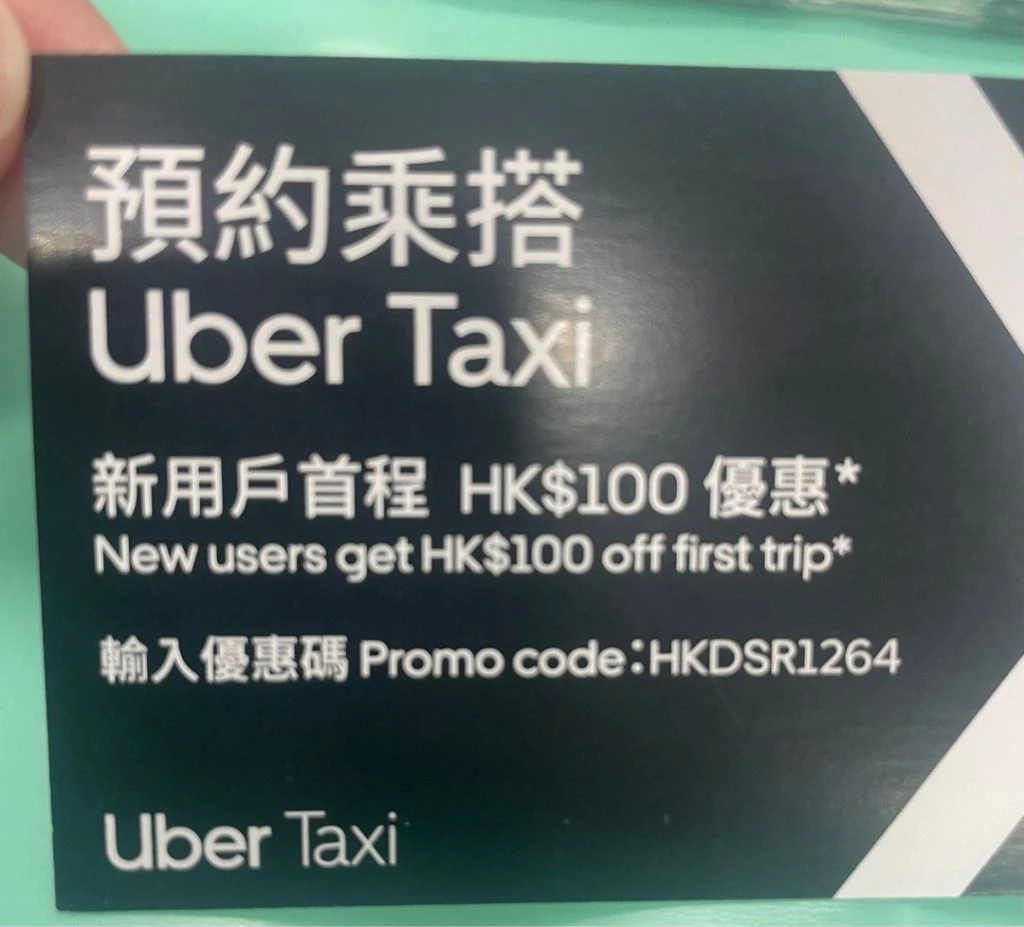 預約乘搭
Uber Taxi
新用戶首程 HK$100 優惠*
New users get HK$100 off first trip*
輸入優惠碼 Promo code:HKDSR1264
Uber Taxi